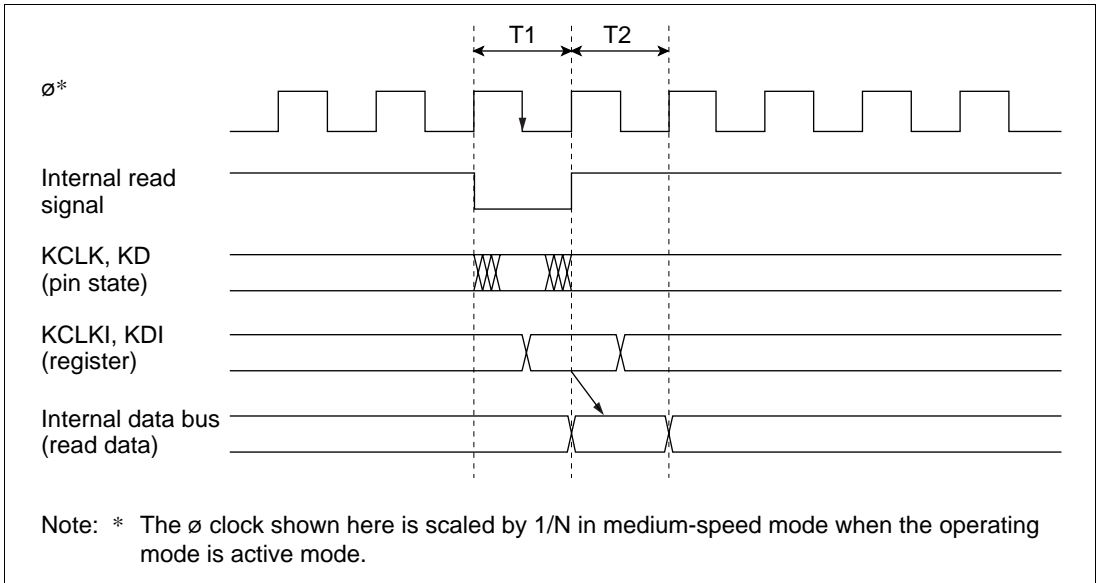 T1 T2
ø*
Internal read
signal
KCLK, KD
(pin state)
KCLKI, KDI
(register)
Internal data bus
(read data)
Note: * The ø clock shown here is scaled by 1/N in medium-speed mode when the operating
mode is active mode.